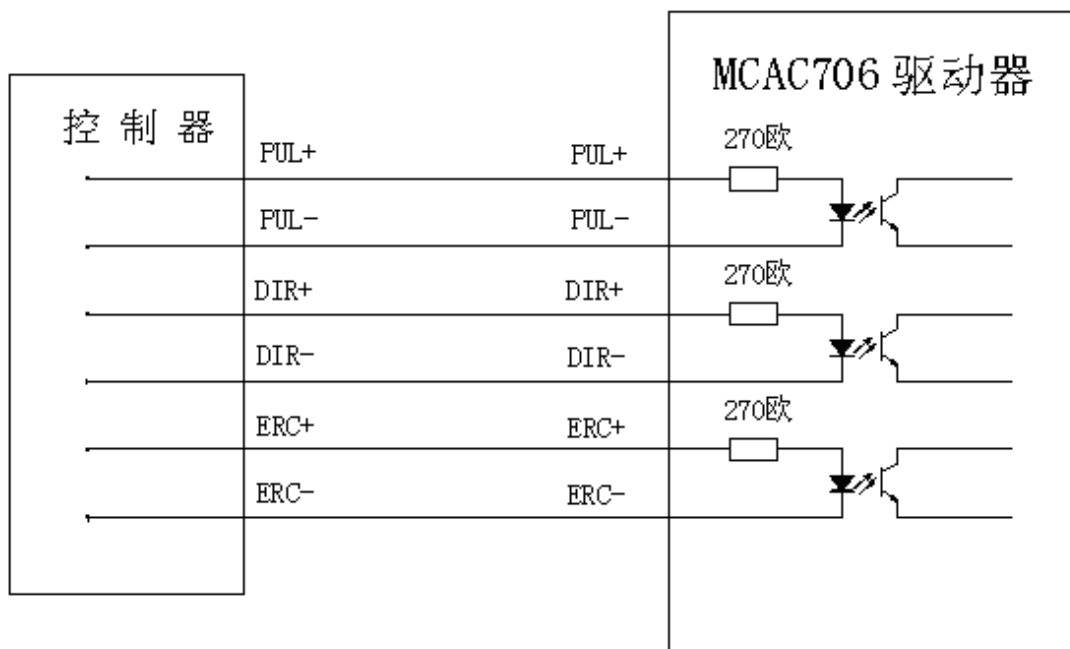 MCAC706 驱动器
控 制 器
270欧
PUL+ PUL+
PUL- PUL-
270欧
DIR+ DIR+
DIR- DIR-
270欧
ERC+ ERC+
ERC- ERC-